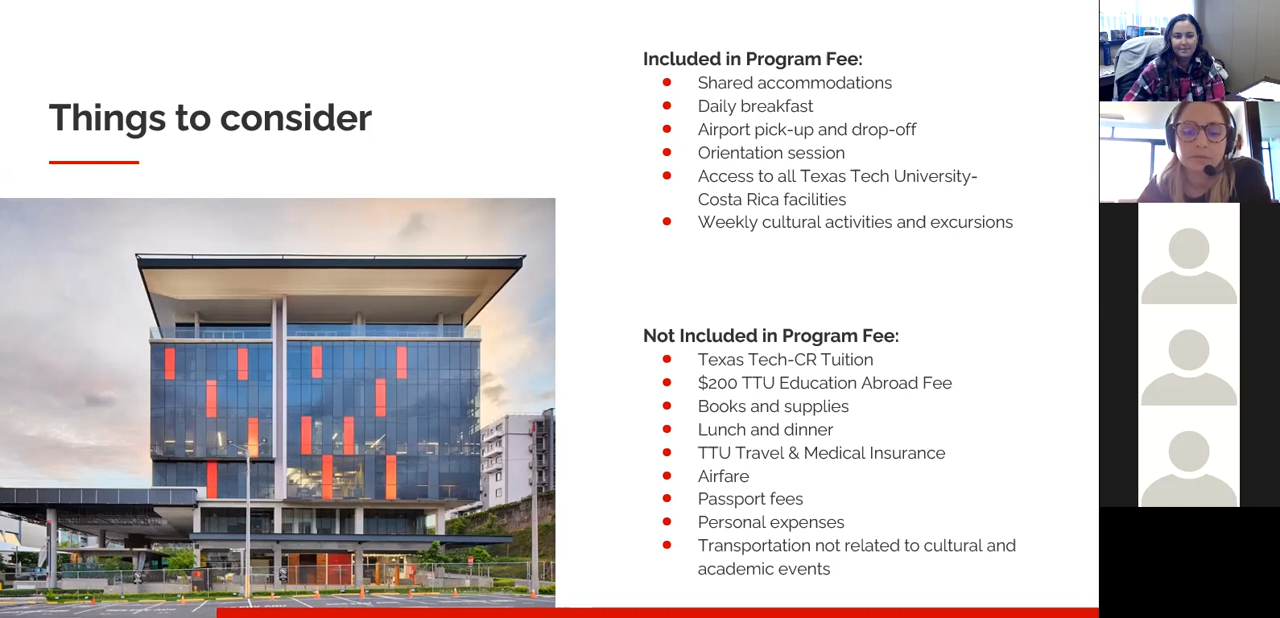 Things to consider
Included in Program Fee:
Shared accommodations
Daily breakfast
Airport pick-up and drop-off
Orientation session
Access to all Texas Tech University-
Costa Rica facilities
Weekly cultural activities and excursions
Not Included in Program Fee:
Texas Tech-CR Tuition
$200 TTU Education Abroad Fee
Books and supplies
Lunch and dinner
TTU Travel & Medical Insurance
Airfare
Passport fees
Personal expenses
Transportation not related to cultural and
academic events